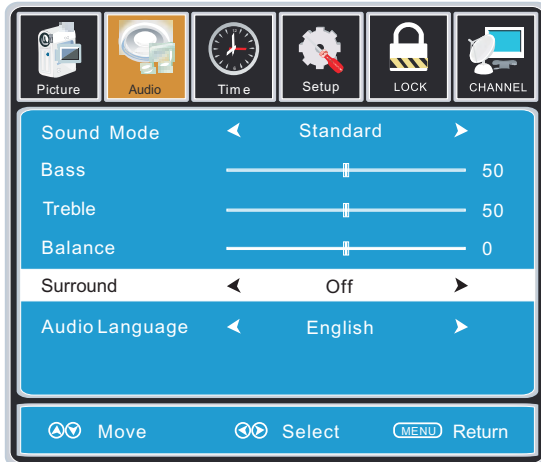 Picture Audio Time Setup LOCK CHANNEL
Sound Mode Standard
Bass 50
Treble 50
Balance 0
Surround Off
Audio Language English
Move Select MENU Return